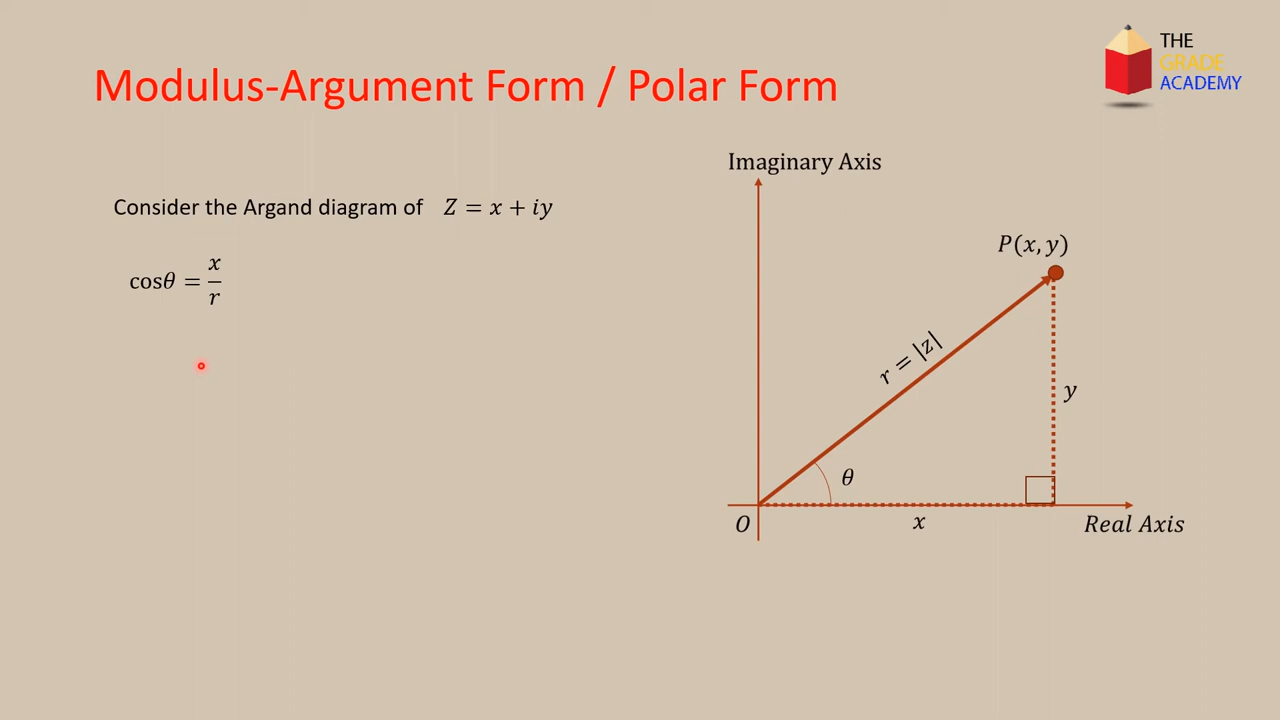 THE
GRADE
ACADEMY
Modulus-Argument Form / Polar Form
Consider the Argand diagram of Z = x + iy
cosθ = x/r
Imaginary Axis
P(x, y)
r = |z|
y
θ
O
x
Real Axis